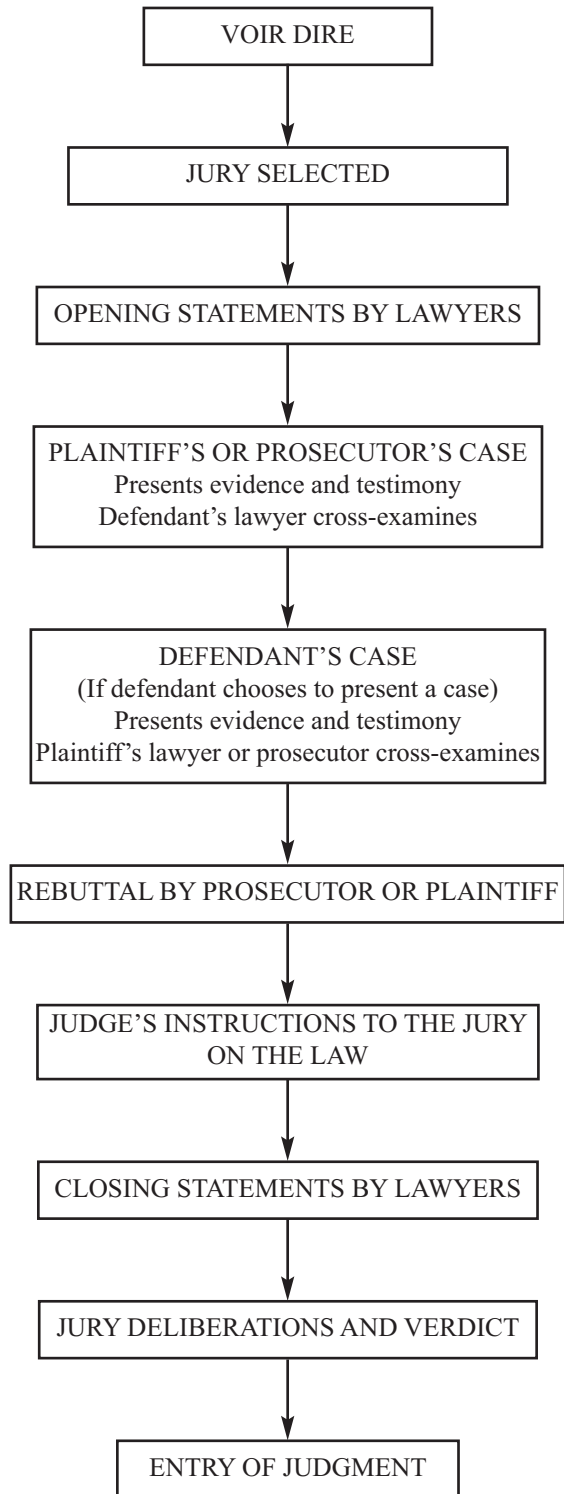 VOIR DIRE
JURY SELECTED
OPENING STATEMENTS BY LAWYERS
PLAINTIFF’S OR PROSECUTOR’S CASE
Presents evidence and testimony
Defendant’s lawyer cross-examines
DEFENDANT’S CASE
(If defendant chooses to present a case)
Presents evidence and testimony
Plaintiff’s lawyer or prosecutor cross-examines
REBUTTAL BY PROSECUTOR OR PLAINTIFF
JUDGE’S INSTRUCTIONS TO THE JURY
ON THE LAW
CLOSING STATEMENTS BY LAWYERS
JURY DELIBERATIONS AND VERDICT
ENTRY OF JUDGMENT